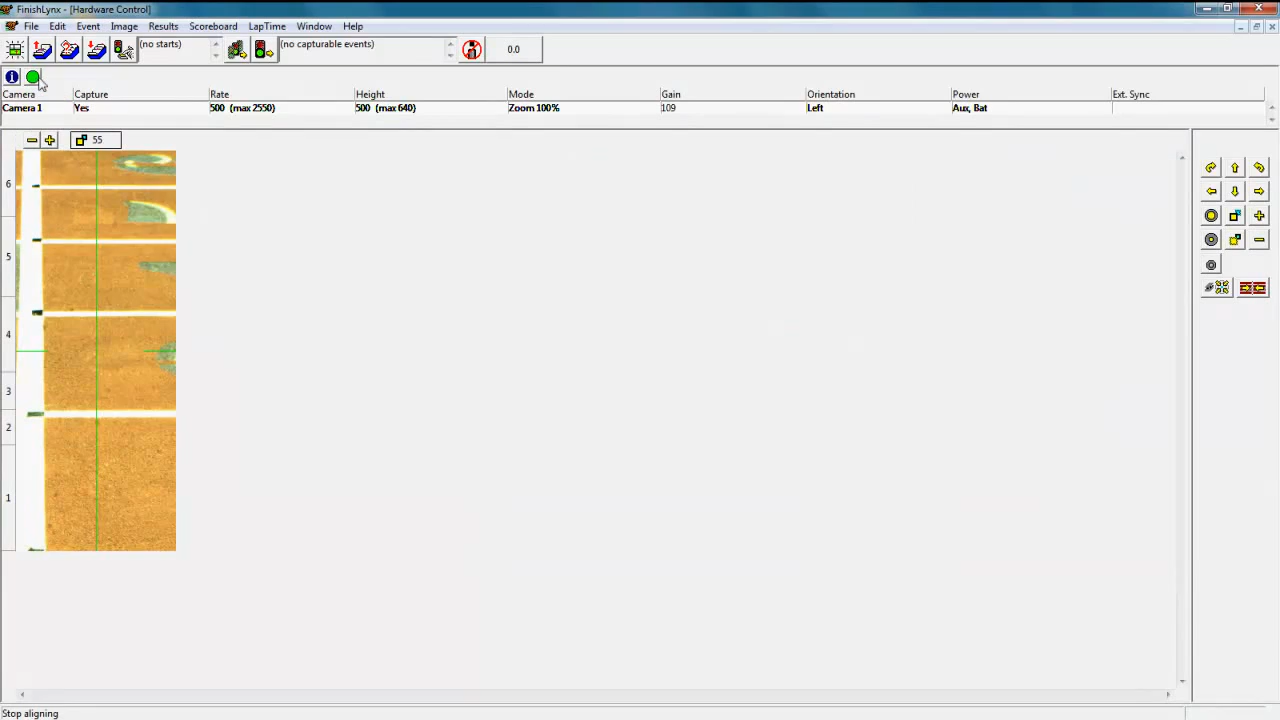 FinishLynx - [Hardware Control]
File Edit Event Image Results Scoreboard LapTime Window Help
(no starts) (no capturable events) 0.0
Camera Capture Rate Height Mode Gain Orientation Power Ext. Sync
Camera 1 Yes 500 (max 2550) 500 (max 640) Zoom 100% 109 Left Aux, Bat
55
6
5
4
3
2
1
Stop aligning